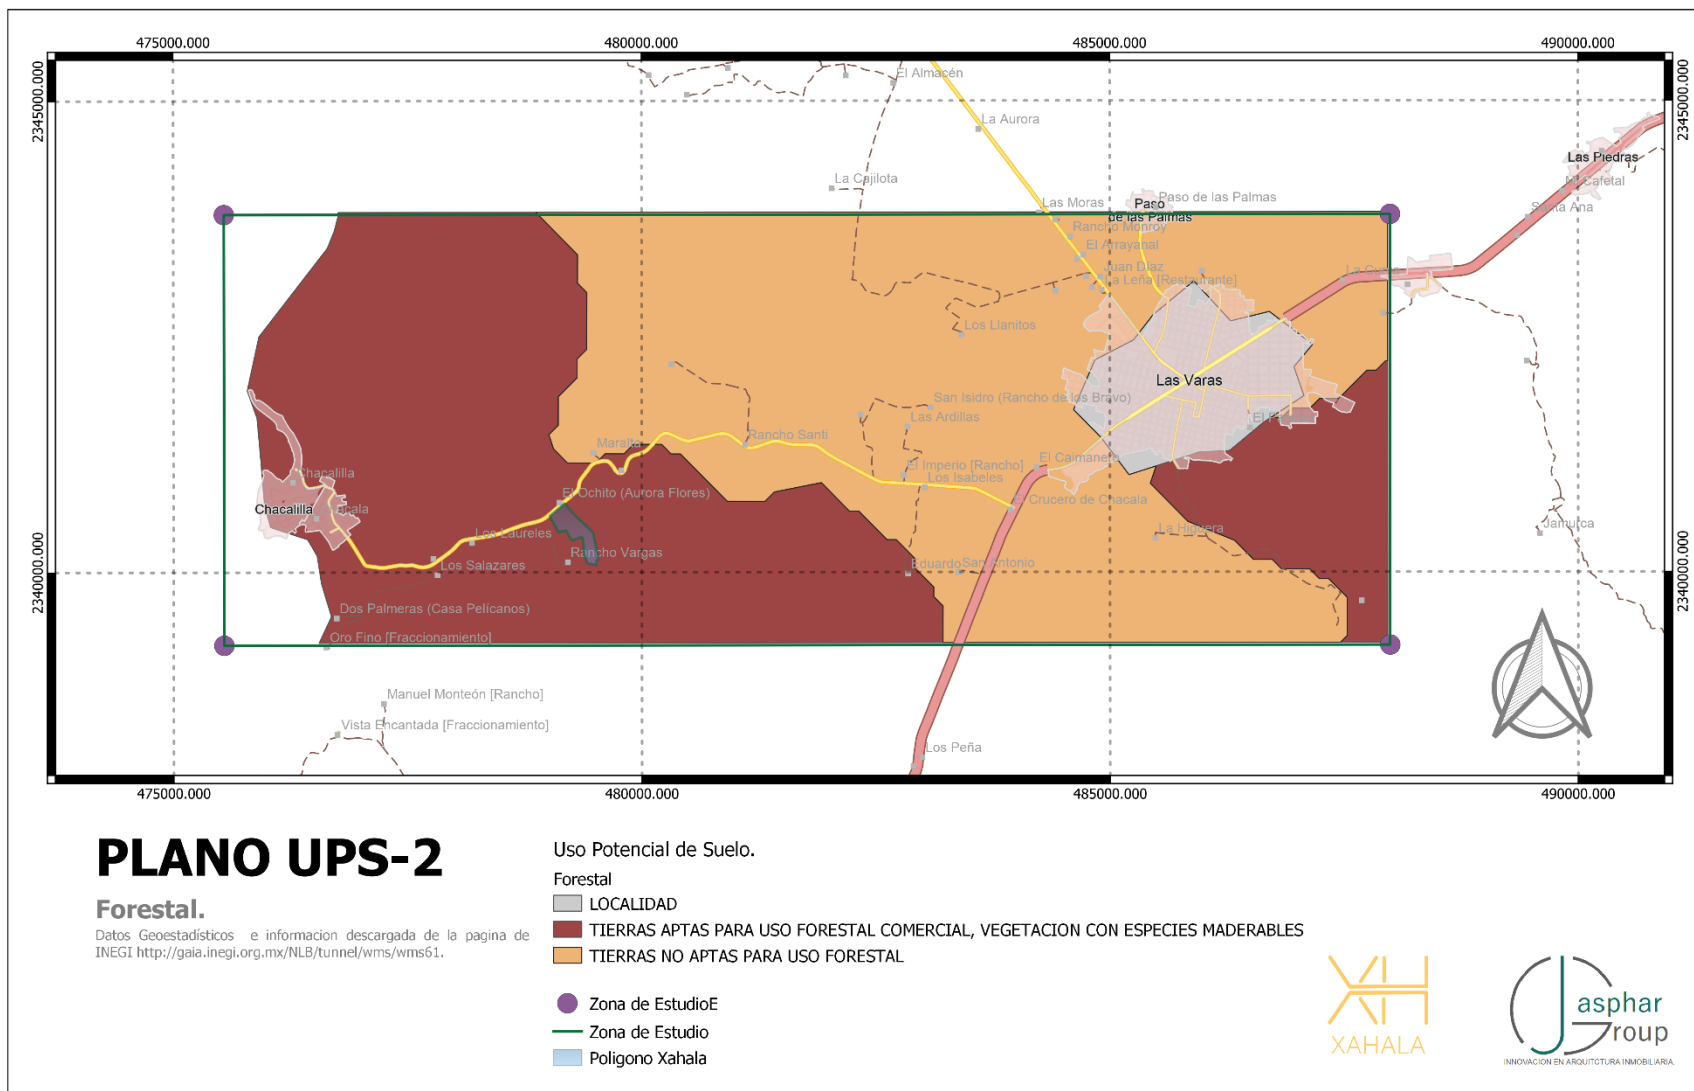 475000.000
480000.000
485000.000
490000.000
2345000.000
2345000.000
El Almacén
La Aurora
Las Piedras
La Cajilota
Paso de las Palmas
Paso
de las Palmas
Las Moras
Santa Ana
Rancho Monroy
El Arrayanal
Juan Díaz
La Leña [Restaurante]
Los Llanitos
Las Varas
San Isidro (Rancho de los Bravo)
Las Ardillas
Rancho Santi
Maralta
El Caimanero
El Imperio [Rancho]
Los Isabeles
Chacalilla
El Ochito (Aurora Flores)
El Crucero de Chacala
Chacalilla
Los Laureles
La Higuera
Jamurca
Rancho Vargas
Los Salazares
Eduardo
San Antonio
2340000.000
2340000.000
Dos Palmeras (Casa Pelícanos)
Oro Fino [Fraccionamiento]
Manuel Monteón [Rancho]
Vista Encantada [Fraccionamiento]
Los Peña
475000.000
480000.000
485000.000
490000.000
PLANO UPS-2
Forestal.
Datos Geoestadísticos e informacion descargada de la pagina de
INEGI http://gaia.inegi.org.mx/NLB/tunnel/wms/wms61.
Uso Potencial de Suelo.
Forestal
LOCALIDAD
TIERRAS APTAS PARA USO FORESTAL COMERCIAL, VEGETACION CON ESPECIES MADERABLES
TIERRAS NO APTAS PARA USO FORESTAL
Zona de EstudioE
Zona de Estudio
Poligono Xahala
XH
XAHALA
Jasphar
Group
INNOVACION EN ARQUITCTURA INMOBILIARIA.